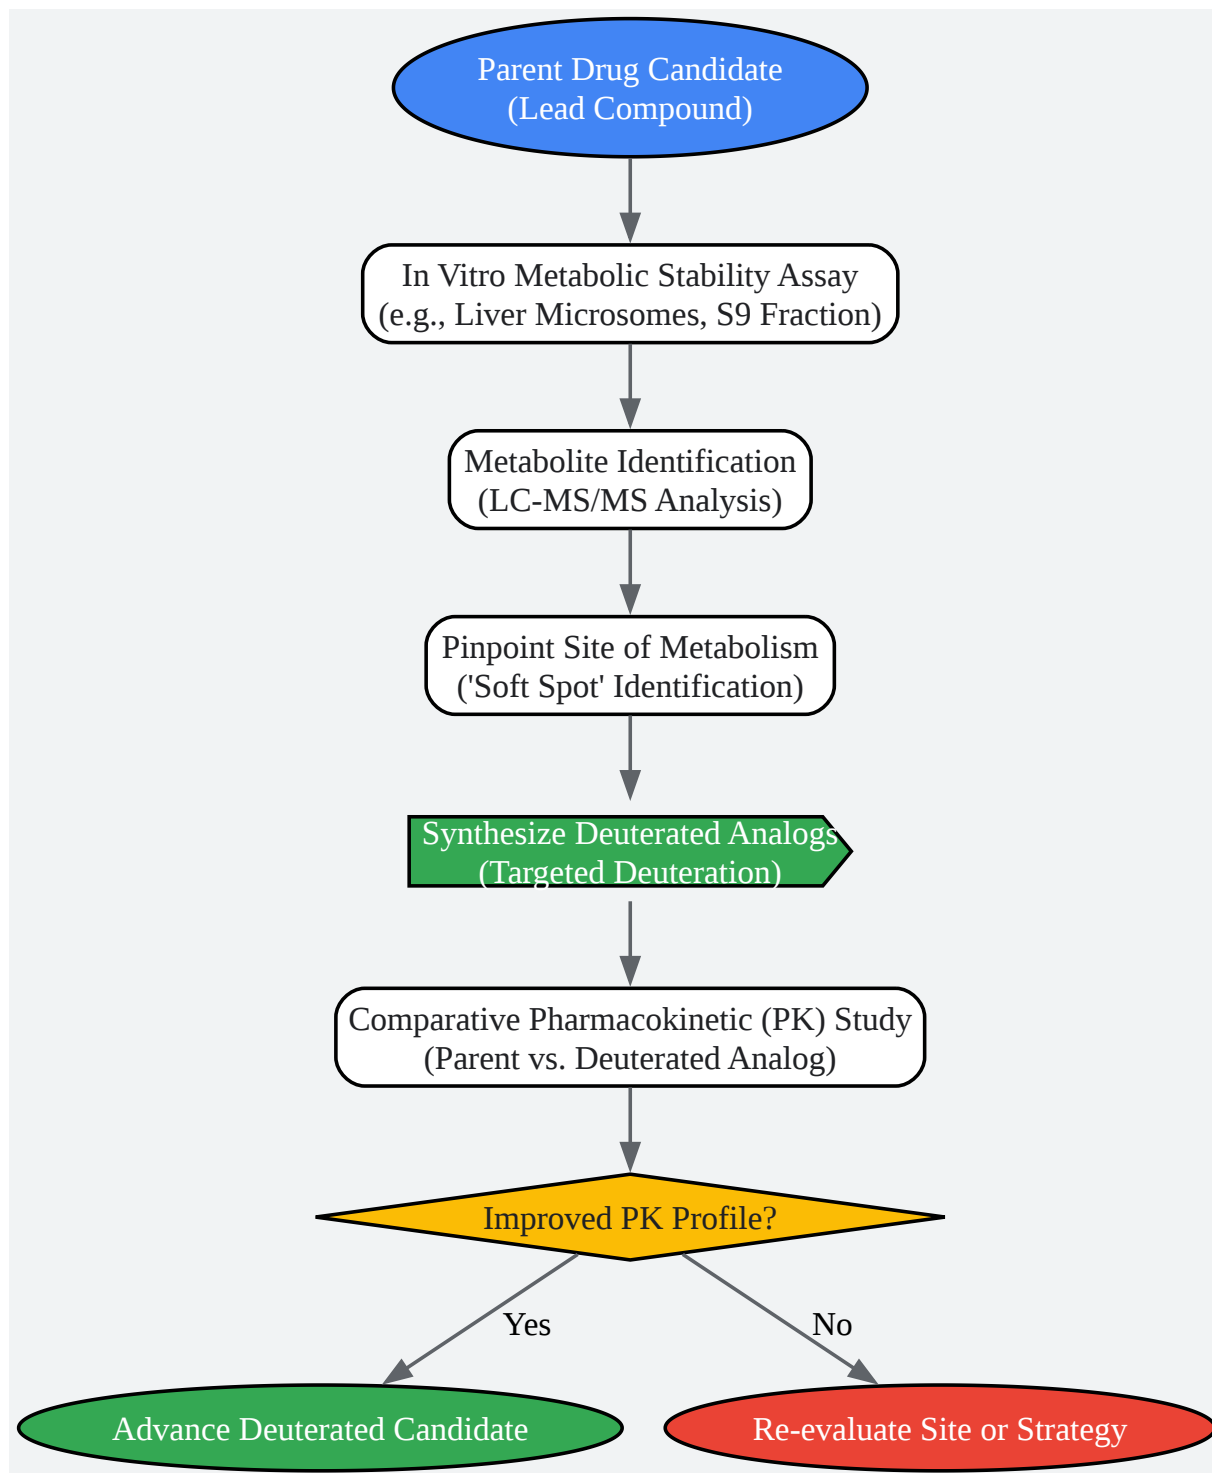 Parent Drug Candidate
(Lead Compound)
In Vitro Metabolic Stability Assay
(e.g., Liver Microsomes, S9 Fraction)
Metabolite Identification
(LC-MS/MS Analysis)
Pinpoint Site of Metabolism
('Soft Spot' Identification)
Synthesize Deuterated Analogs
(Targeted Deuteration)
Comparative Pharmacokinetic (PK) Study
(Parent vs. Deuterated Analog)
Improved PK Profile?
Yes
No
Advance Deuterated Candidate
Re-evaluate Site or Strategy